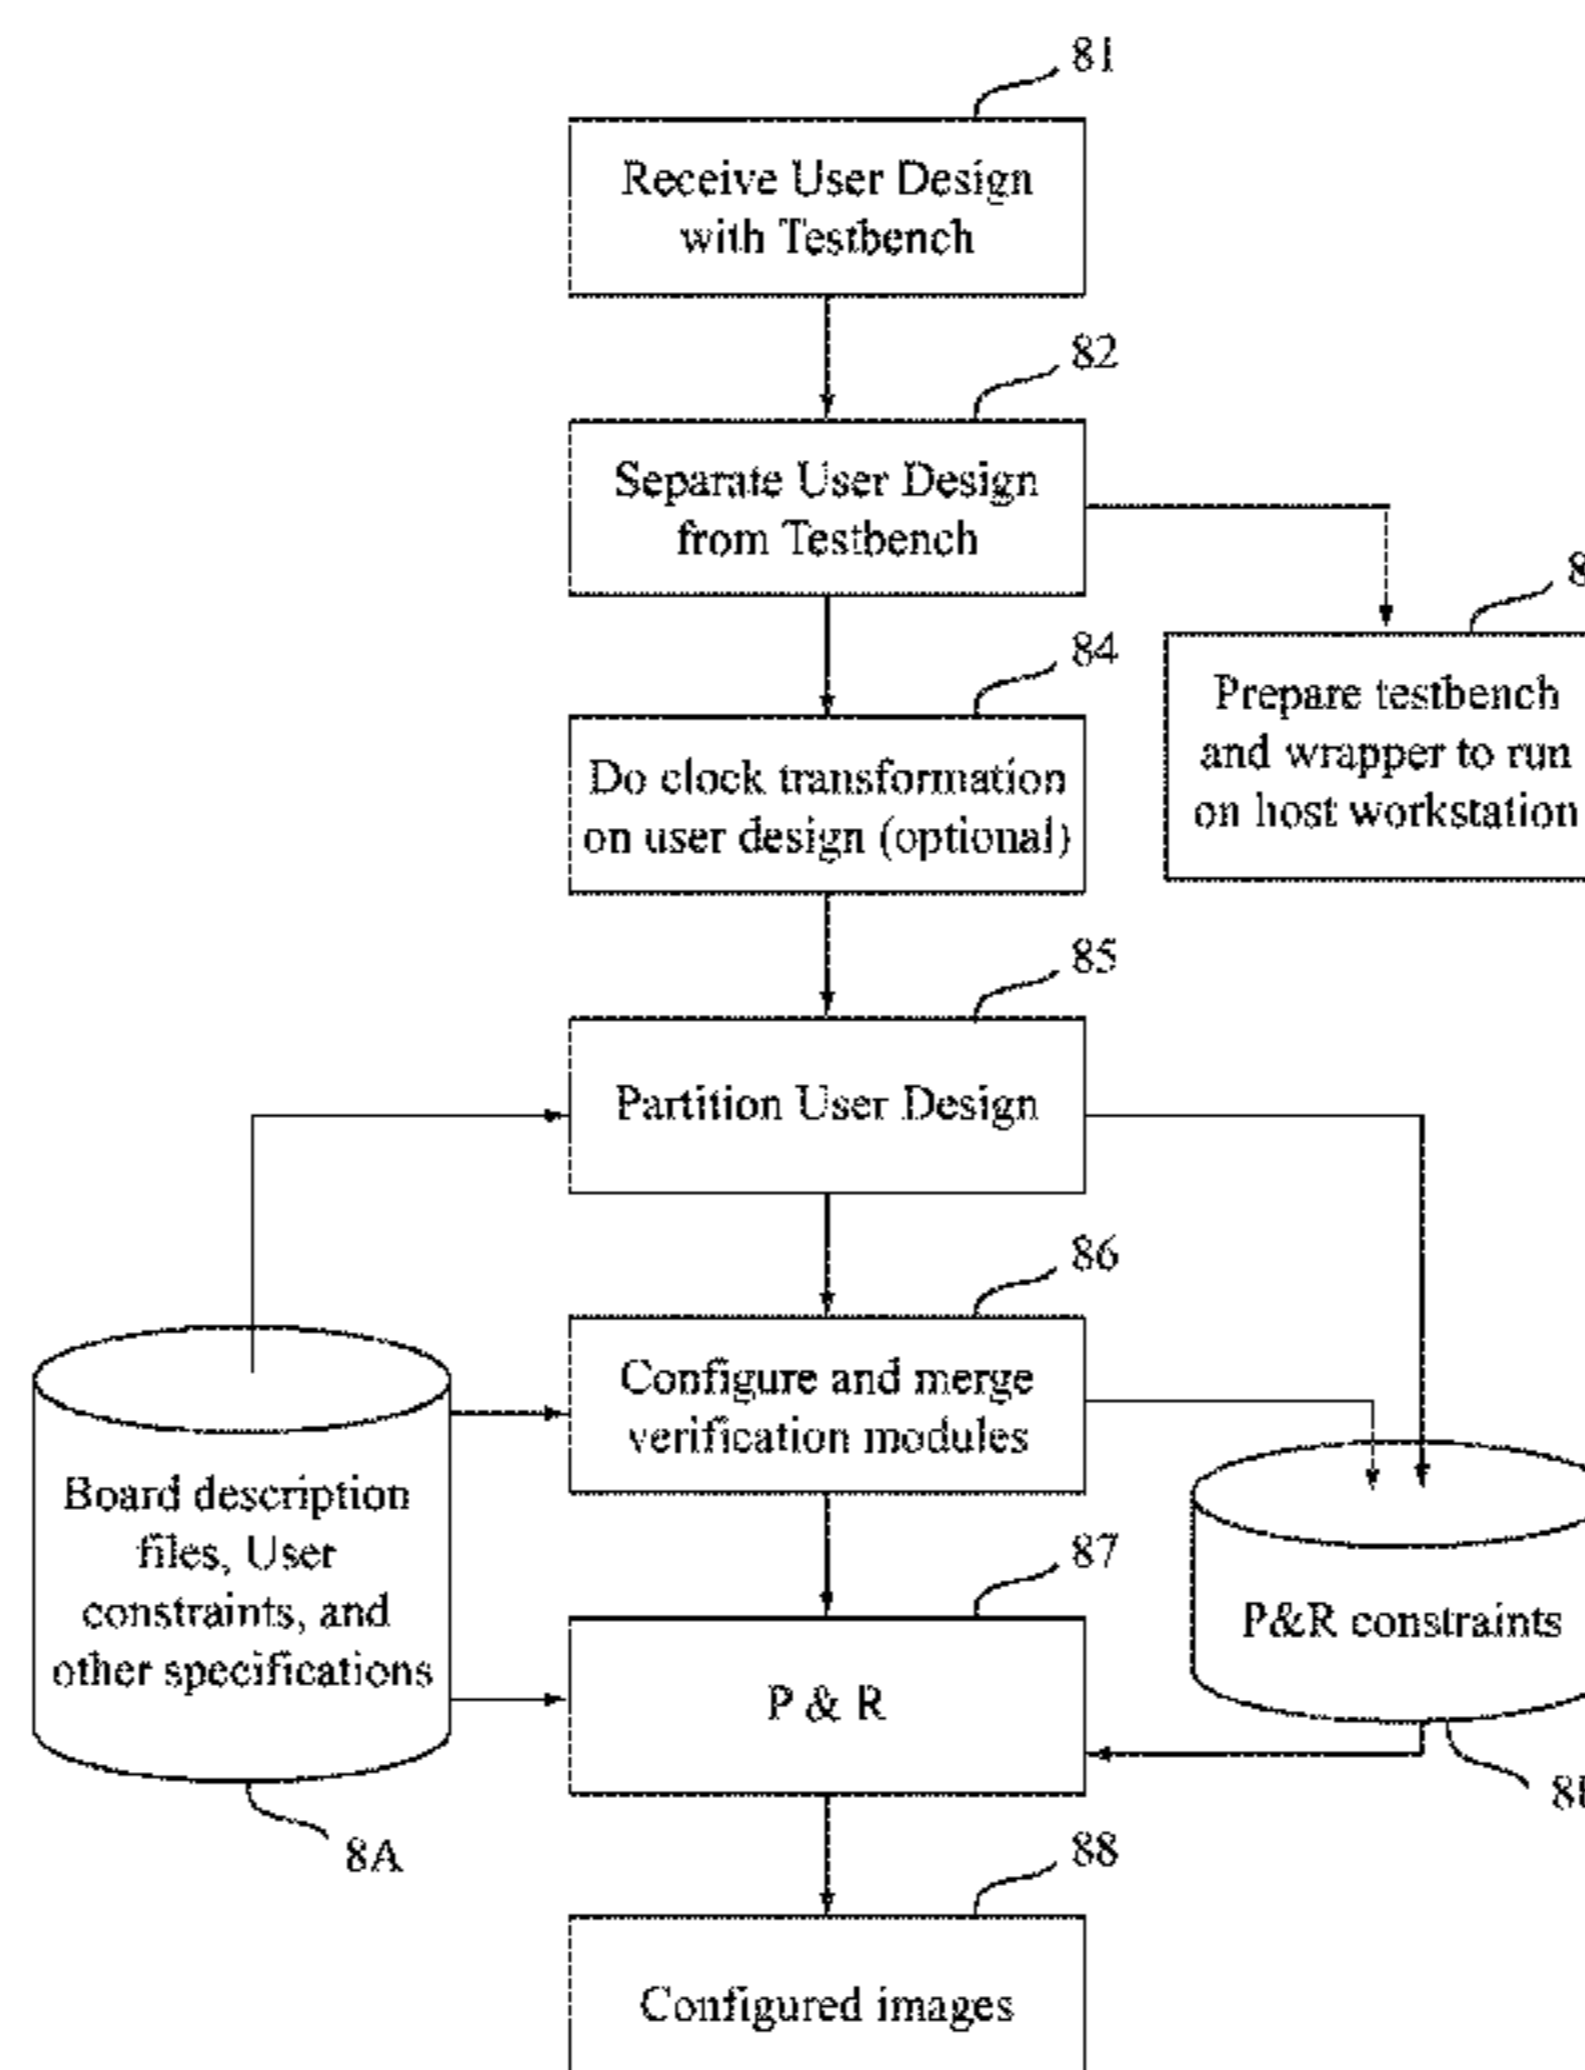 81
Receive User Design
with Testbench
82
Separate User Design
from Testbench
8
Prepare testbench
and wrapper to run
on host workstation
84
Do clock transformation
on user design (optional)
85
Partition User Design
86
Configure and merge
verification modules
Board description
files, User
constraints, and
other specifications
8A
87
P & R
P&R constraints
88
Configured images